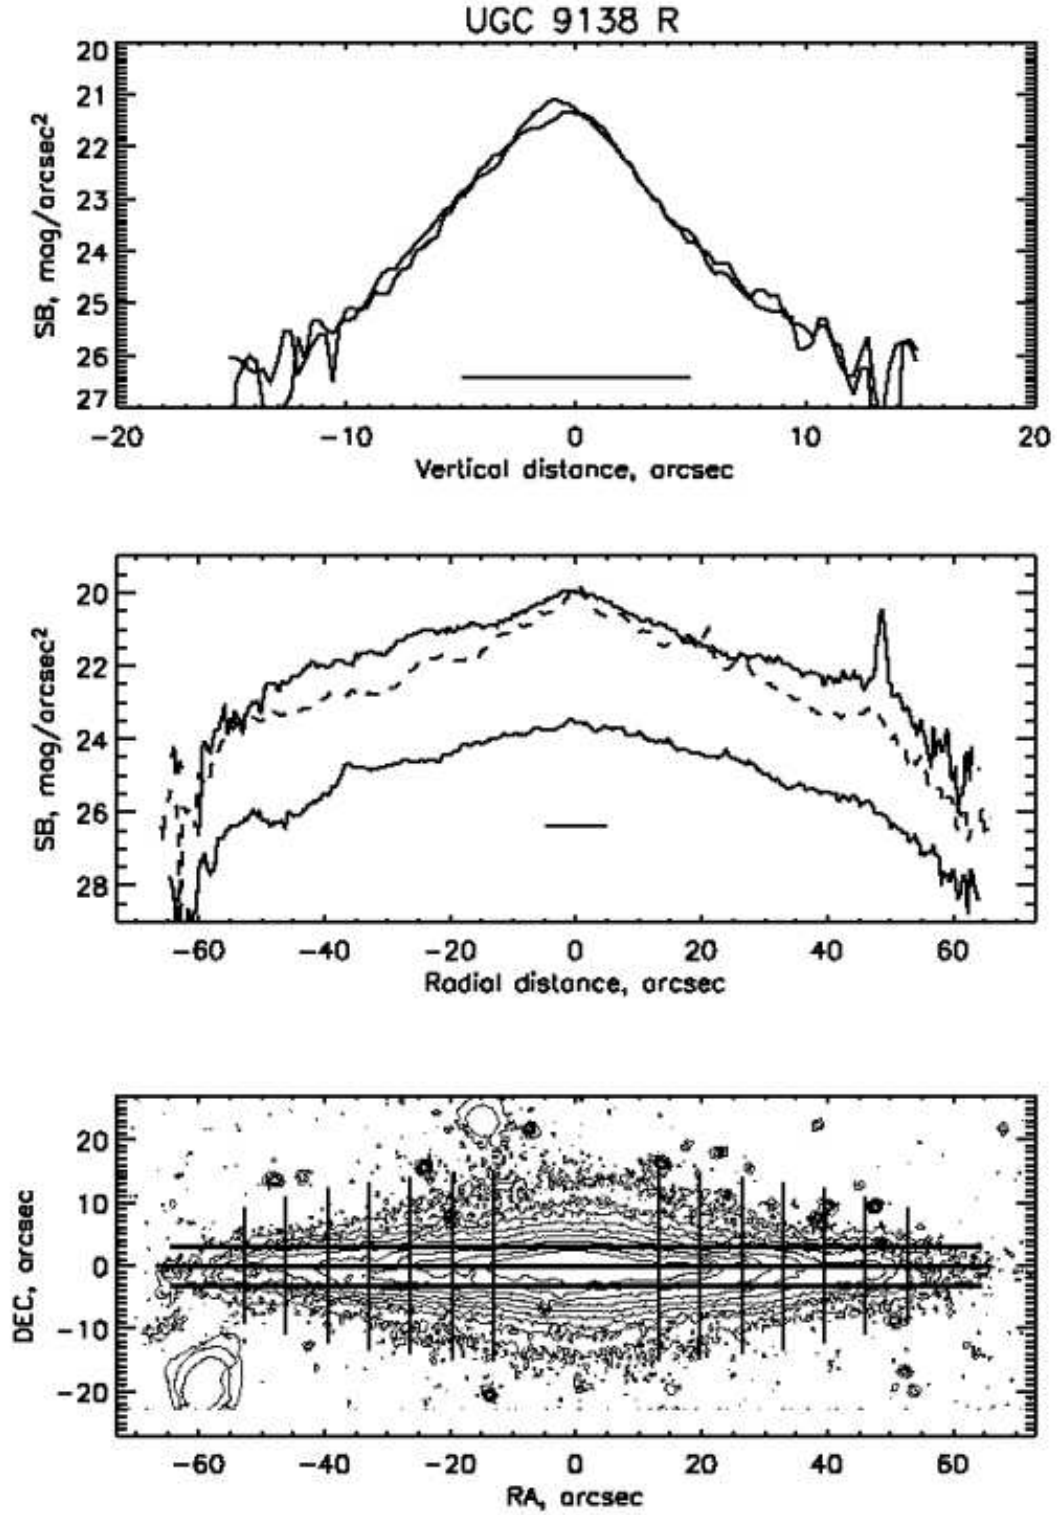 UGC 9138 R
20
21
22
23
24
25
26
27
SB, mag/arcsec²
-20 -10 0 10 20
Vertical distance, arcsec
20
22
24
26
28
SB, mag/arcsec²
-60 -40 -20 0 20 40 60
Radial distance, arcsec
20
10
0
-10
-20
DEC, arcsec
-60 -40 -20 0 20 40 60
RA, arcsec